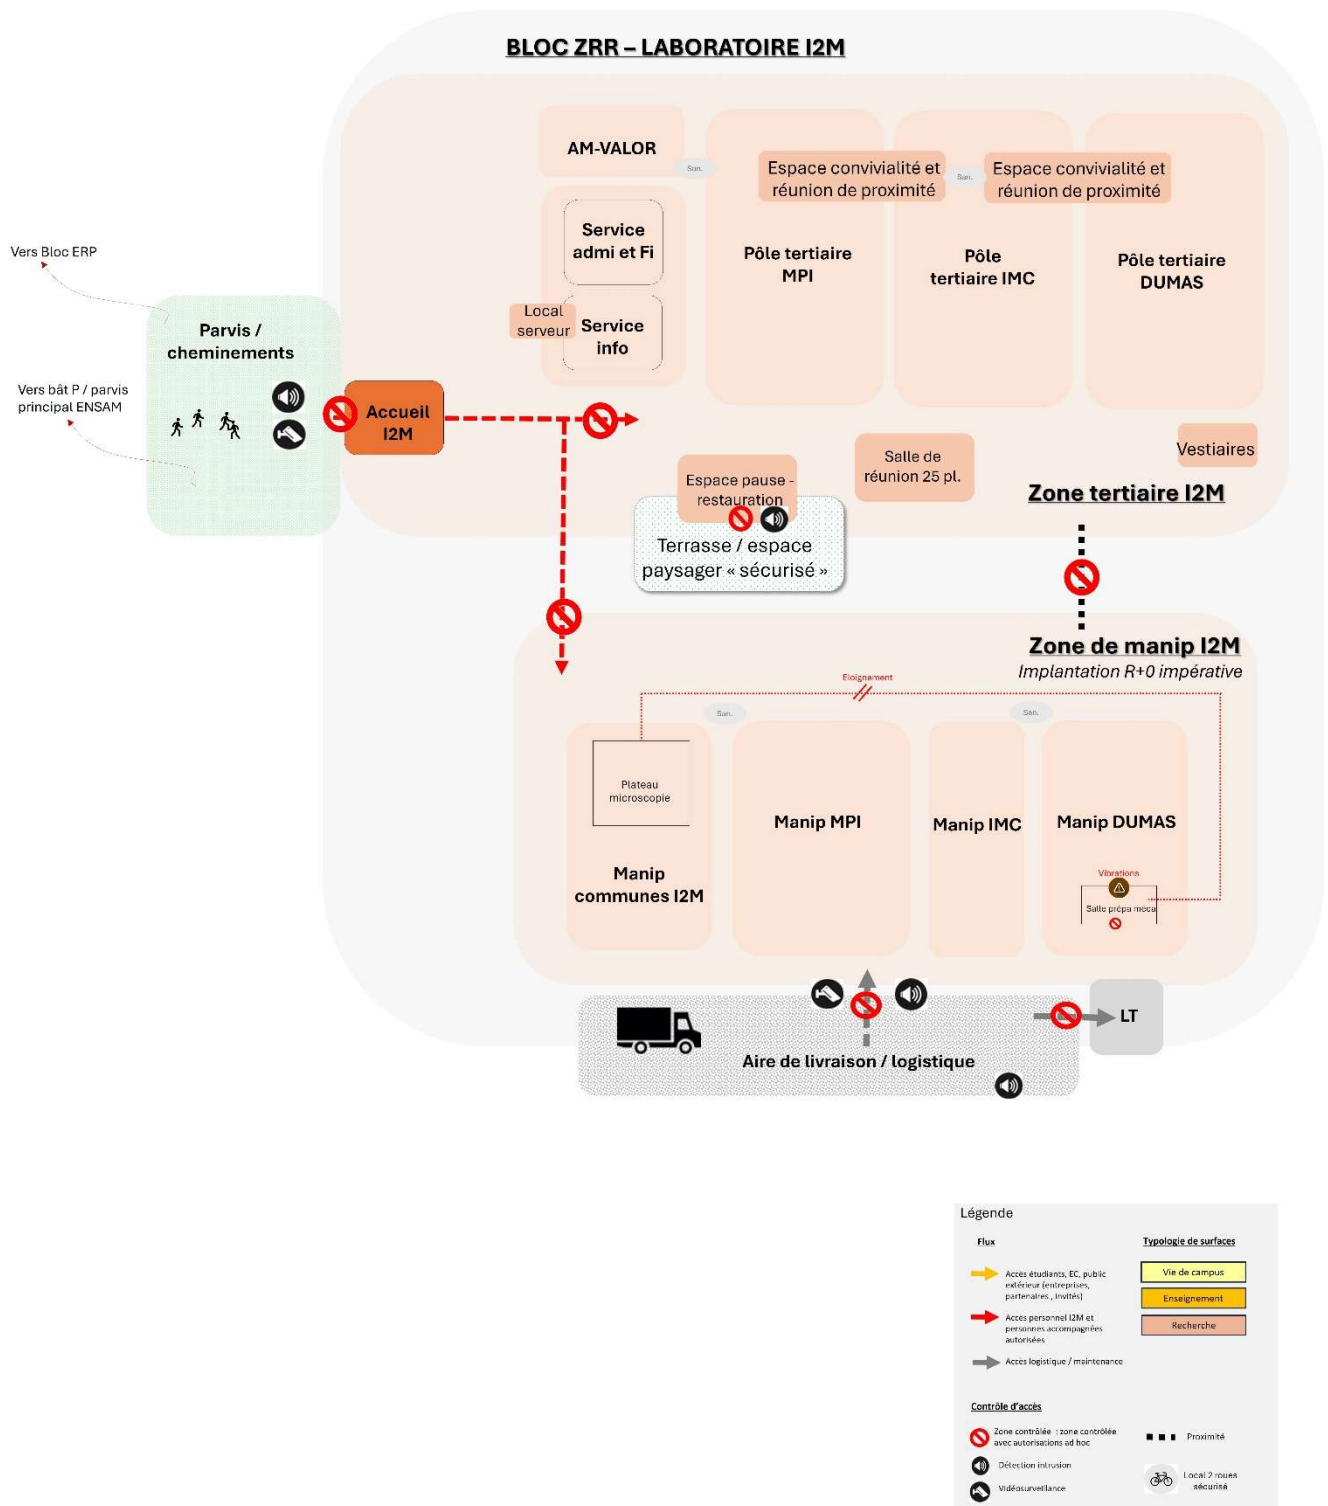 BLOC ZRR – LABORATOIRE I2M
AM-VALOR
San.
Espace convivialité et
réunion de proximité
San.
Espace convivialité et
réunion de proximité
Service
admi et Fi
Pôle tertiaire
MPI
Pôle
tertiaire IMC
Pôle tertiaire
DUMAS
Vers Bloc ERP
Local
serveur
Service
info
Parvis /
cheminements
Vers bât P / parvis
principal ENSAM
Accueil
I2M
Espace pause -
restauration
Salle de
réunion 25 pl.
Vestiaires
Zone tertiaire I2M
Terrasse / espace
paysager « sécurisé »
Zone de manip I2M
Implantation R+0 impérative
Eloignement
San.
San.
Plateau
microscopie
Manip MPI
Manip IMC
Manip DUMAS
Manip
communes I2M
Vibrations
Salle prépa méca
LT
Aire de livraison / logistique
Légende
Flux
Typologie de surfaces
Accès étudiants, EC, public
extérieur (entreprises,
partenaires , invités)
Vie de campus
Enseignement
Recherche
Accès personnel I2M et
personnes accompagnées
autorisées
Accès logistique / maintenance
Contrôle d'accès
Zone contrôlée : zone contrôlée
avec autorisations ad hoc
Proximité
Détection intrusion
Local 2 roues
sécurisé
Vidéosurveillance